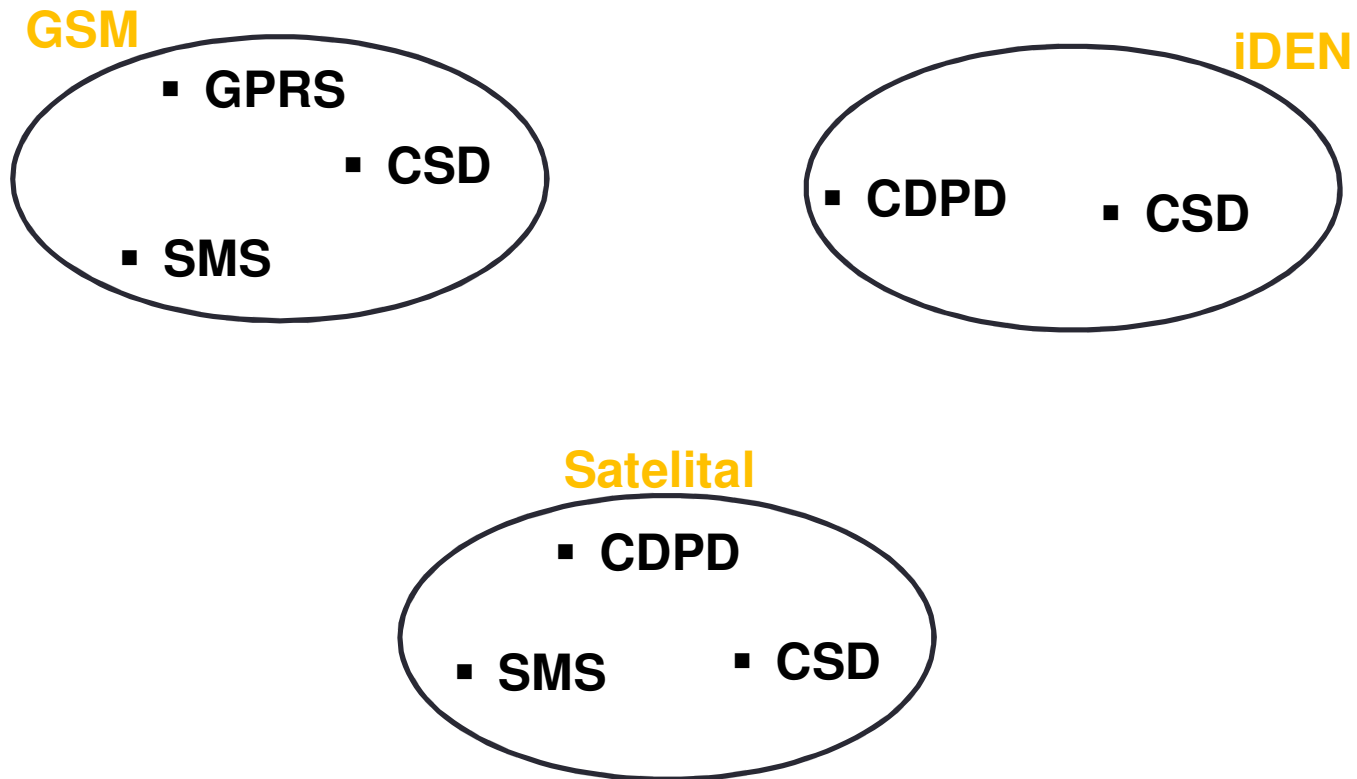 GSM
▪ GPRS
▪ CSD
▪ SMS
iDEN
▪ CDPD
▪ CSD
Satelital
▪ CDPD
▪ SMS
▪ CSD